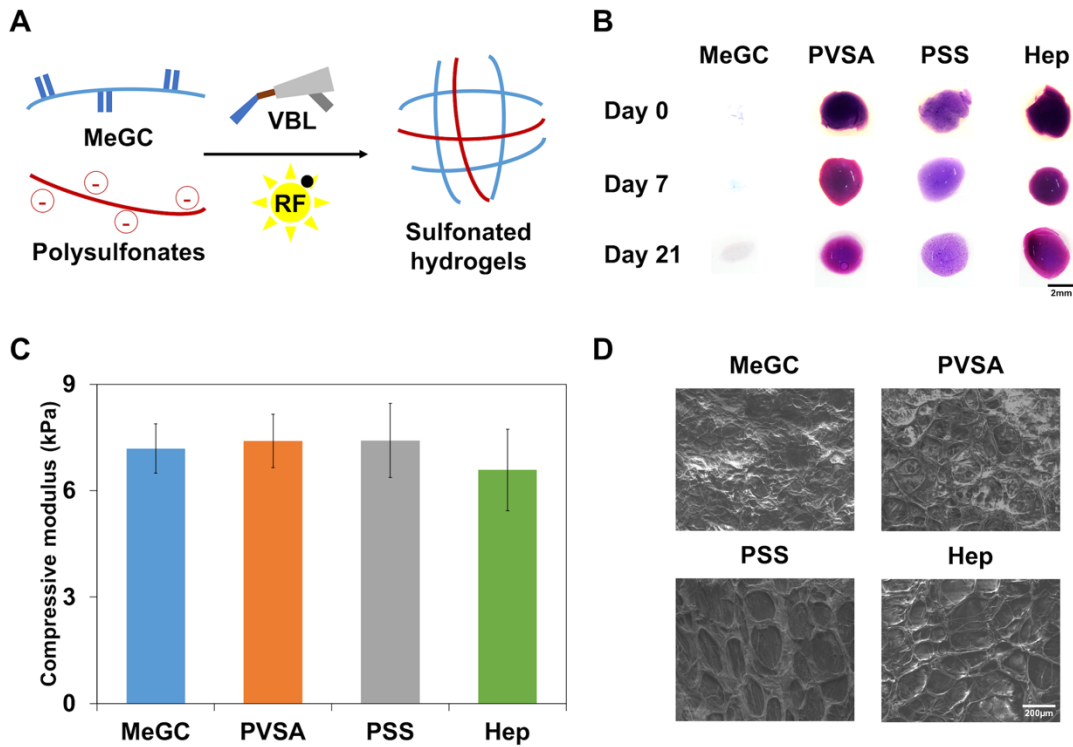 A
MeGC
VBL
RF
-
-
-
-
Polysulfonates
Sulfonated
hydrogels
B
MeGC PVSA PSS Hep
Day 0
Day 7
Day 21
2mm
C
Compressive modulus (kPa)
9
6
3
0
MeGC PVSA PSS Hep
D
MeGC PVSA
PSS Hep
200μm